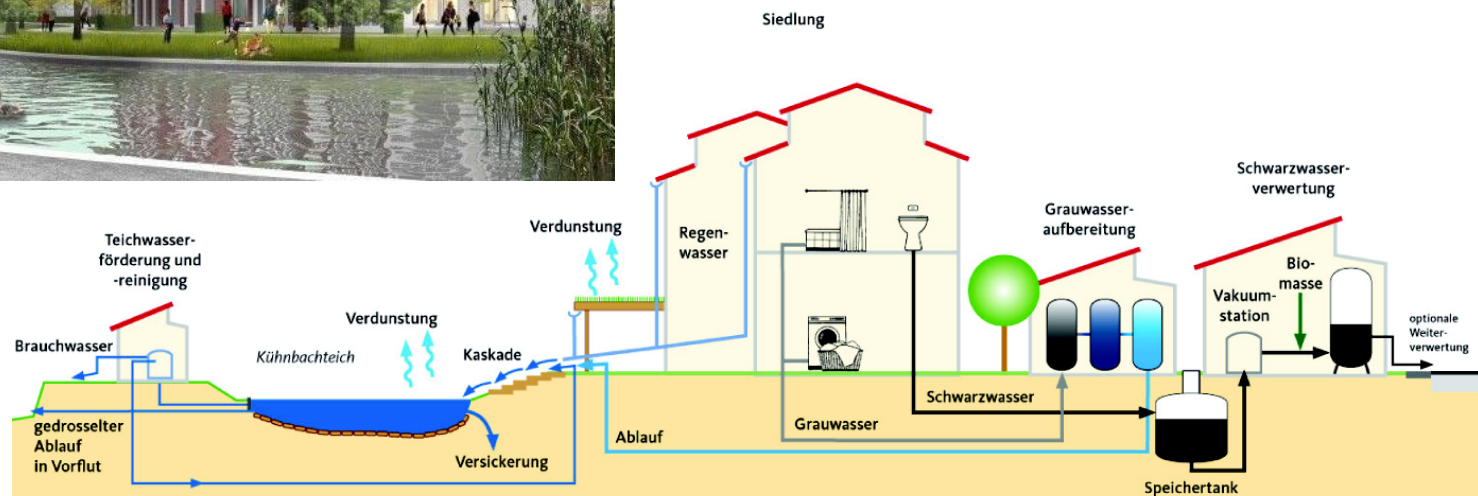 Siedlung
Schwarzwasser-
verwertung
Grauwasser-
aufbereitung
Verdunstung
Regen-
wasser
Teichwasser-
förderung und
-reinigung
Bio-
masse
Vakuum-
station
Verdunstung
optionale
Weiter-
verwertung
Brauchwasser
Kühnbachteich
Kaskade
Schwarzwasser
gedrosselter
Ablauf
in Vorflut
Grauwasser
Ablauf
Versickerung
Speichertank